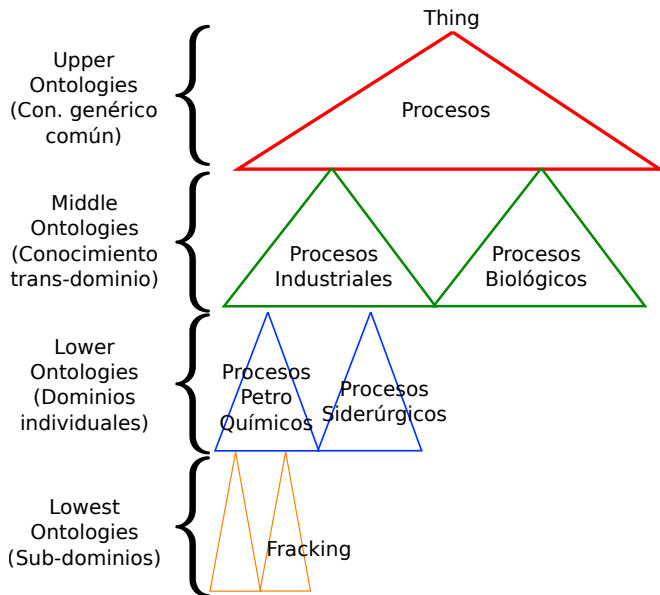 Thing
Upper
Ontologies
(Con. genérico
común)
Procesos
Middle
Ontologies
(Conocimiento
trans-dominio)
Procesos
Industriales
Procesos
Biológicos
Lower
Ontologies
(Dominios
individuales)
Procesos
Petro
Químicos
Procesos
Siderúrgicos
Lowest
Ontologies
(Sub-dominios)
Fracking